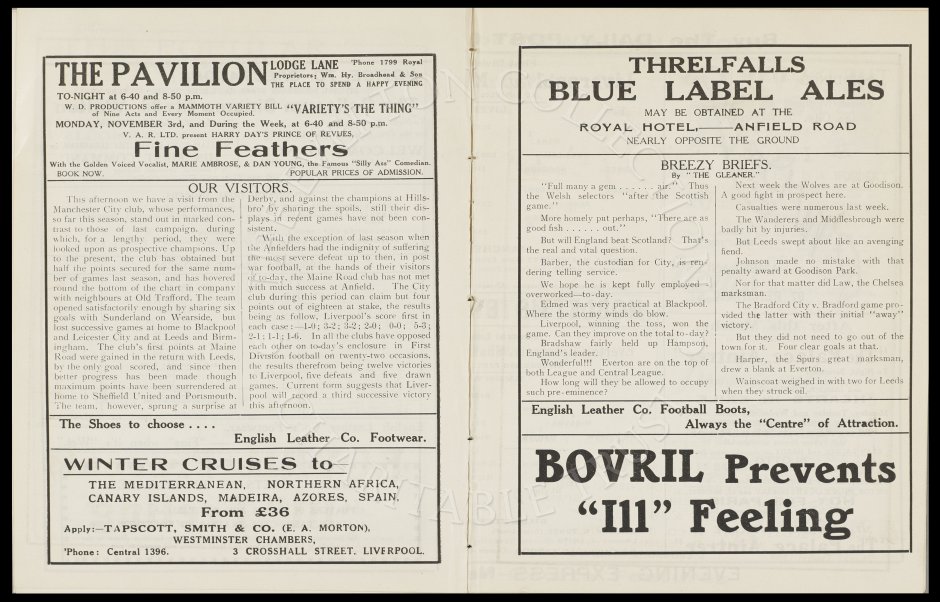 THE PAVILION
LODGE LANE 'Phone 1799 Royal
Proprietors; Wm. Hy. Broadhead & Son
THE PLACE TO SPEND A HAPPY EVENING
TO-NIGHT at 6-40 and 8-50 p.m.
W. D. PRODUCTIONS offer a MAMMOTH VARIETY BILL "VARIETY'S THE THING"
of Nine Acts and Every Moment Occupied.
MONDAY, NOVEMBER 3rd, and During the Week, at 6-40 and 8-50 p.m.
V. A. R. LTD. present HARRY DAY'S PRINCE OF REVUES,
Fine Feathers
With the Golden Voiced Vocalist, MARIE AMBROSE, & DAN YOUNG, the Famous "Silly Ass" Comedian.
BOOK NOW. POPULAR PRICES OF ADMISSION.
OUR VISITORS.
This afternoon we have a visit from the
Manchester City club, whose performances,
so far this season, stand out in marked con-
trast to those of last campaign, during
which, for a lengthy period, they were
looked upon as prospective champions. Up
to the present, the club has obtained but
half the points secured for the same num-
ber of games last season, and has hovered
round the bottom of the chart in company
with neighbours at Old Trafford. The team
opened satisfactorily enough by sharing six
goals with Sunderland on Wearside, but
lost successive games at home to Blackpool
and Leicester City and at Leeds and Birm-
ingham. The club's first points at Maine
Road were gained in the return with Leeds,
by the only goal scored, and since then
better progress has been made though
maximum points have been surrendered at
home to Sheffield United and Portsmouth.
The team, however, sprung a surprise at
Derby, and against the champions at Hills-
bro' by sharing the spoils, still their dis-
plays in recent games have not been con-
sistent.
With the exception of last season when
the Anfielders had the indignity of suffering
the most severe defeat up to then, in post
war football, at the hands of their visitors
of to-day, the Maine Road club has not met
with much success at Anfield. The City
club during this period can claim but four
points out of eighteen at stake, the results
being as follow, Liverpool's score first in
each case:—1-0; 3-2; 3-2; 2-0; 0-0; 5-3;
2-1; 1-1; 1-6. In all the clubs have opposed
each other on to-day's enclosure in First
Division football on twenty-two occasions,
the results therefrom being twelve victories
to Liverpool, five defeats and five drawn
games. Current form suggests that Liver-
pool will record a third successive victory
this afternoon.
The Shoes to choose ....
English Leather Co. Footwear.
WINTER CRUISES to—
THE MEDITERRANEAN, NORTHERN AFRICA,
CANARY ISLANDS, MADEIRA, AZORES, SPAIN,
From £36
Apply:—TAPSCOTT, SMITH & CO. (E. A. MORTON),
WESTMINSTER CHAMBERS,
'Phone: Central 1396. 3 CROSSHALL STREET, LIVERPOOL.
THRELFALLS
BLUE LABEL ALES
MAY BE OBTAINED AT THE
ROYAL HOTEL,——ANFIELD ROAD
NEARLY OPPOSITE THE GROUND
BREEZY BRIEFS.
By "THE GLEANER."
"Full many a gem ...... air." Thus
the Welsh selectors "after the Scottish
game."
More homely put perhaps, "There are as
good fish ...... out."
But will England beat Scotland? That's
the real and vital question.
Barber, the custodian for City, is ren-
dering telling service.
We hope he is kept fully employed—
overworked—to-day.
Edmed was very practical at Blackpool.
Where the stormy winds do blow.
Liverpool, winning the toss, won the
game. Can they improve on the total to-day?
Bradshaw fairly held up Hampson,
England's leader.
Wonderful!!! Everton are on the top of
both League and Central League.
How long will they be allowed to occupy
such pre-eminence?
Next week the Wolves are at Goodison.
A good fight in prospect here.
Casualties were numerous last week.
The Wanderers and Middlesbrough were
badly hit by injuries.
But Leeds swept about like an avenging
fiend.
Johnson made no mistake with that
penalty award at Goodison Park.
Nor for that matter did Law, the Chelsea
marksman.
The Bradford City v. Bradford game pro-
vided the latter with their initial "away"
victory.
But they did not need to go out of the
town for it. Four clear goals at that.
Harper, the Spurs great marksman,
drew a blank at Everton.
Wainscoat weighed in with two for Leeds
when they struck oil.
English Leather Co. Football Boots,
Always the "Centre" of Attraction.
BOVRIL Prevents
"Ill" Feeling